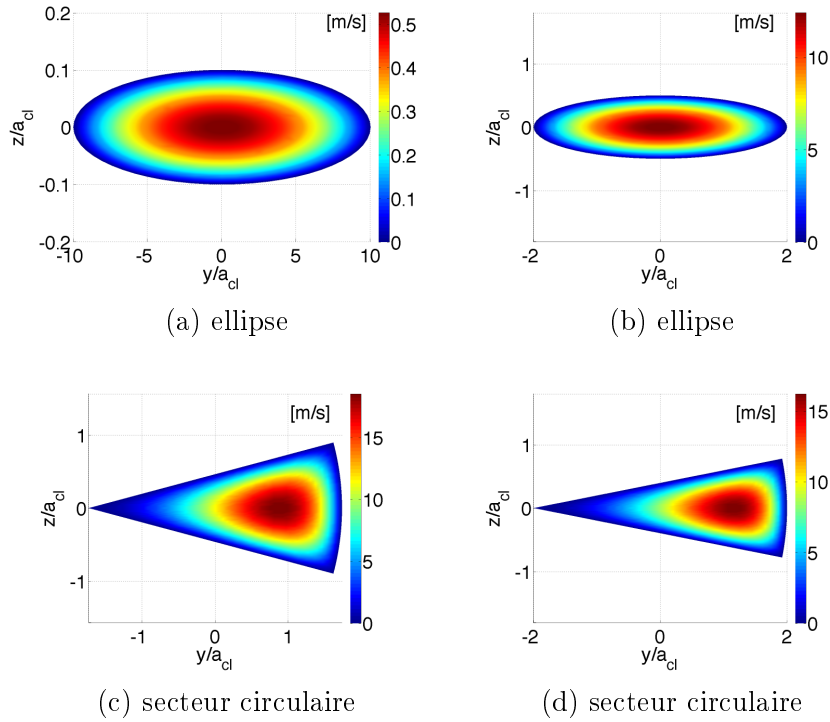 0.2
0.1
0
-0.1
-0.2
z/a_cl
-10
-5
0
5
10
y/a_cl
[m/s]
0.5
0.4
0.3
0.2
0.1
0
(a) ellipse
1
0
-1
z/a_cl
-2
0
2
y/a_cl
[m/s]
10
5
0
(b) ellipse
1
0
-1
z/a_cl
-1
0
1
y/a_cl
[m/s]
15
10
5
0
(c) secteur circulaire
1
0
-1
z/a_cl
-2
0
2
y/a_cl
[m/s]
15
10
5
0
(d) secteur circulaire